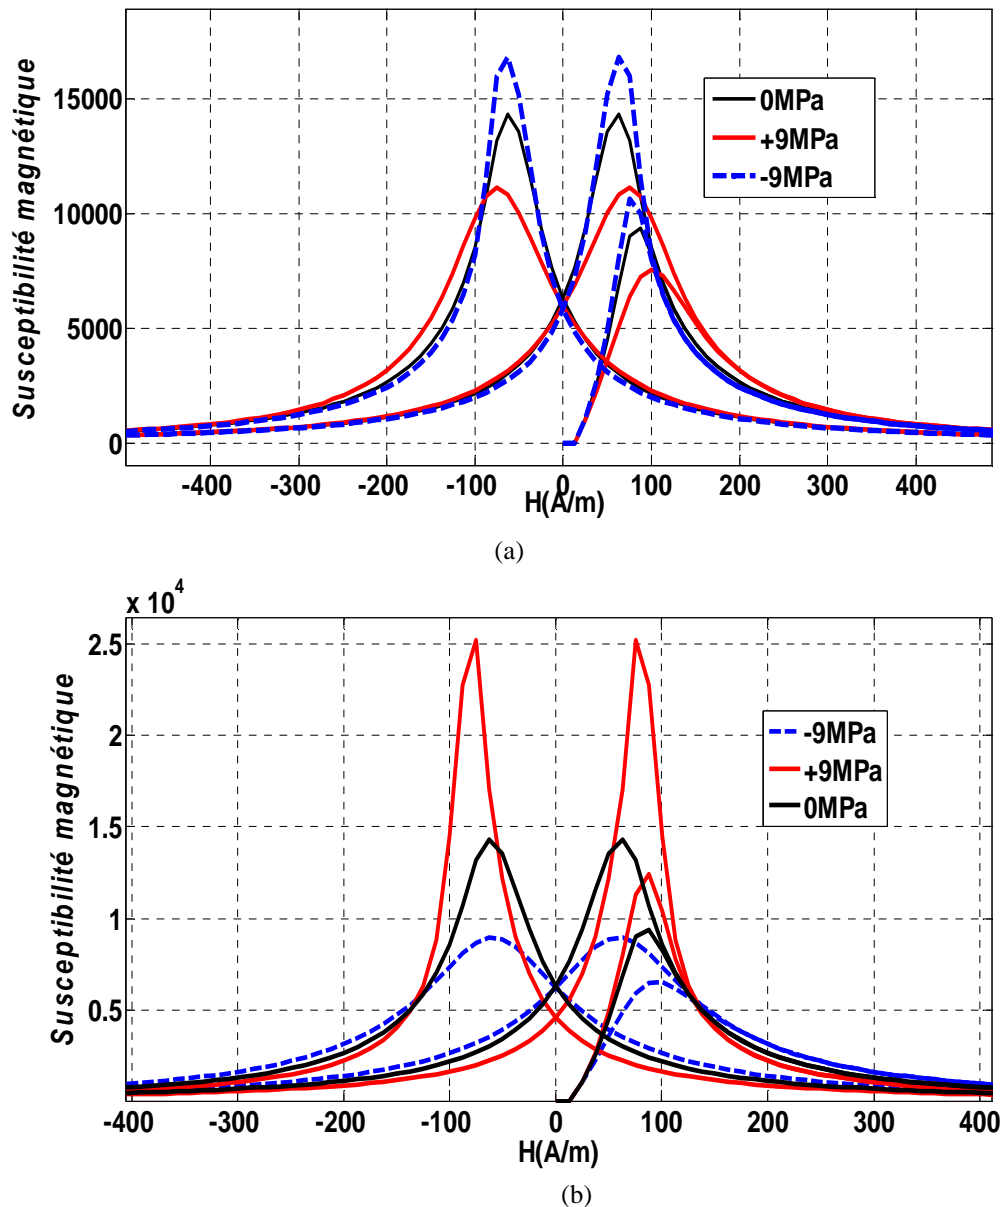 Susceptibilité magnétique
15000
10000
5000
0
0MPa
+9MPa
-9MPa
-400 -300 -200 -100 0 100 200 300 400
H(A/m)
(a)
x 10^4
Susceptibilité magnétique
2.5
2
1.5
1
0.5
-9MPa
+9MPa
0MPa
-400 -300 -200 -100 0 100 200 300 400
H(A/m)
(b)